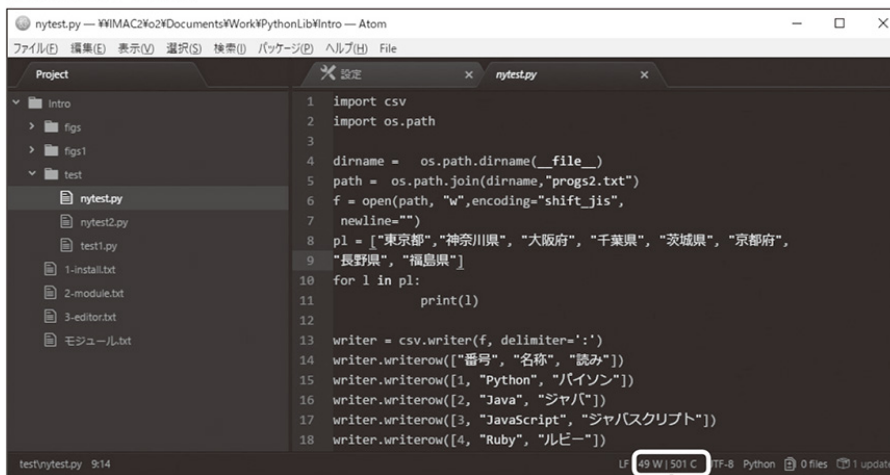 nytest.py — ¥¥IMAC2¥o2¥Documents¥Work¥PythonLib¥Intro — Atom
ファイル(F) 編集(E) 表示(V) 選択(S) 検索(I) パッケージ(P) ヘルプ(H) File
Project
設定 nytest.py
Intro
figs
figs1
test
nytest.py
nytest2.py
test1.py
1-install.txt
2-module.txt
3-editor.txt
モジュール.txt
1 import csv
2 import os.path
3
4 dirname = os.path.dirname(__file__)
5 path = os.path.join(dirname,"progs2.txt")
6 f = open(path, "w",encoding="shift_jis",
7 newline="")
8 pl = ["東京都","神奈川県", "大阪府", "千葉県", "茨城県", "京都府",
9 "長野県", "福島県"]
10 for l in pl:
11 print(l)
12
13 writer = csv.writer(f, delimiter=':')
14 writer.writerow(["番号", "名称", "読み"])
15 writer.writerow([1, "Python", "パイソン"])
16 writer.writerow([2, "Java", "ジャバ"])
17 writer.writerow([3, "JavaScript", "ジャバスクリプト"])
18 writer.writerow([4, "Ruby", "ルビー"])
test\nytest.py 9:14 LF 49 W | 501 C UTF-8 Python 0 files 1 update